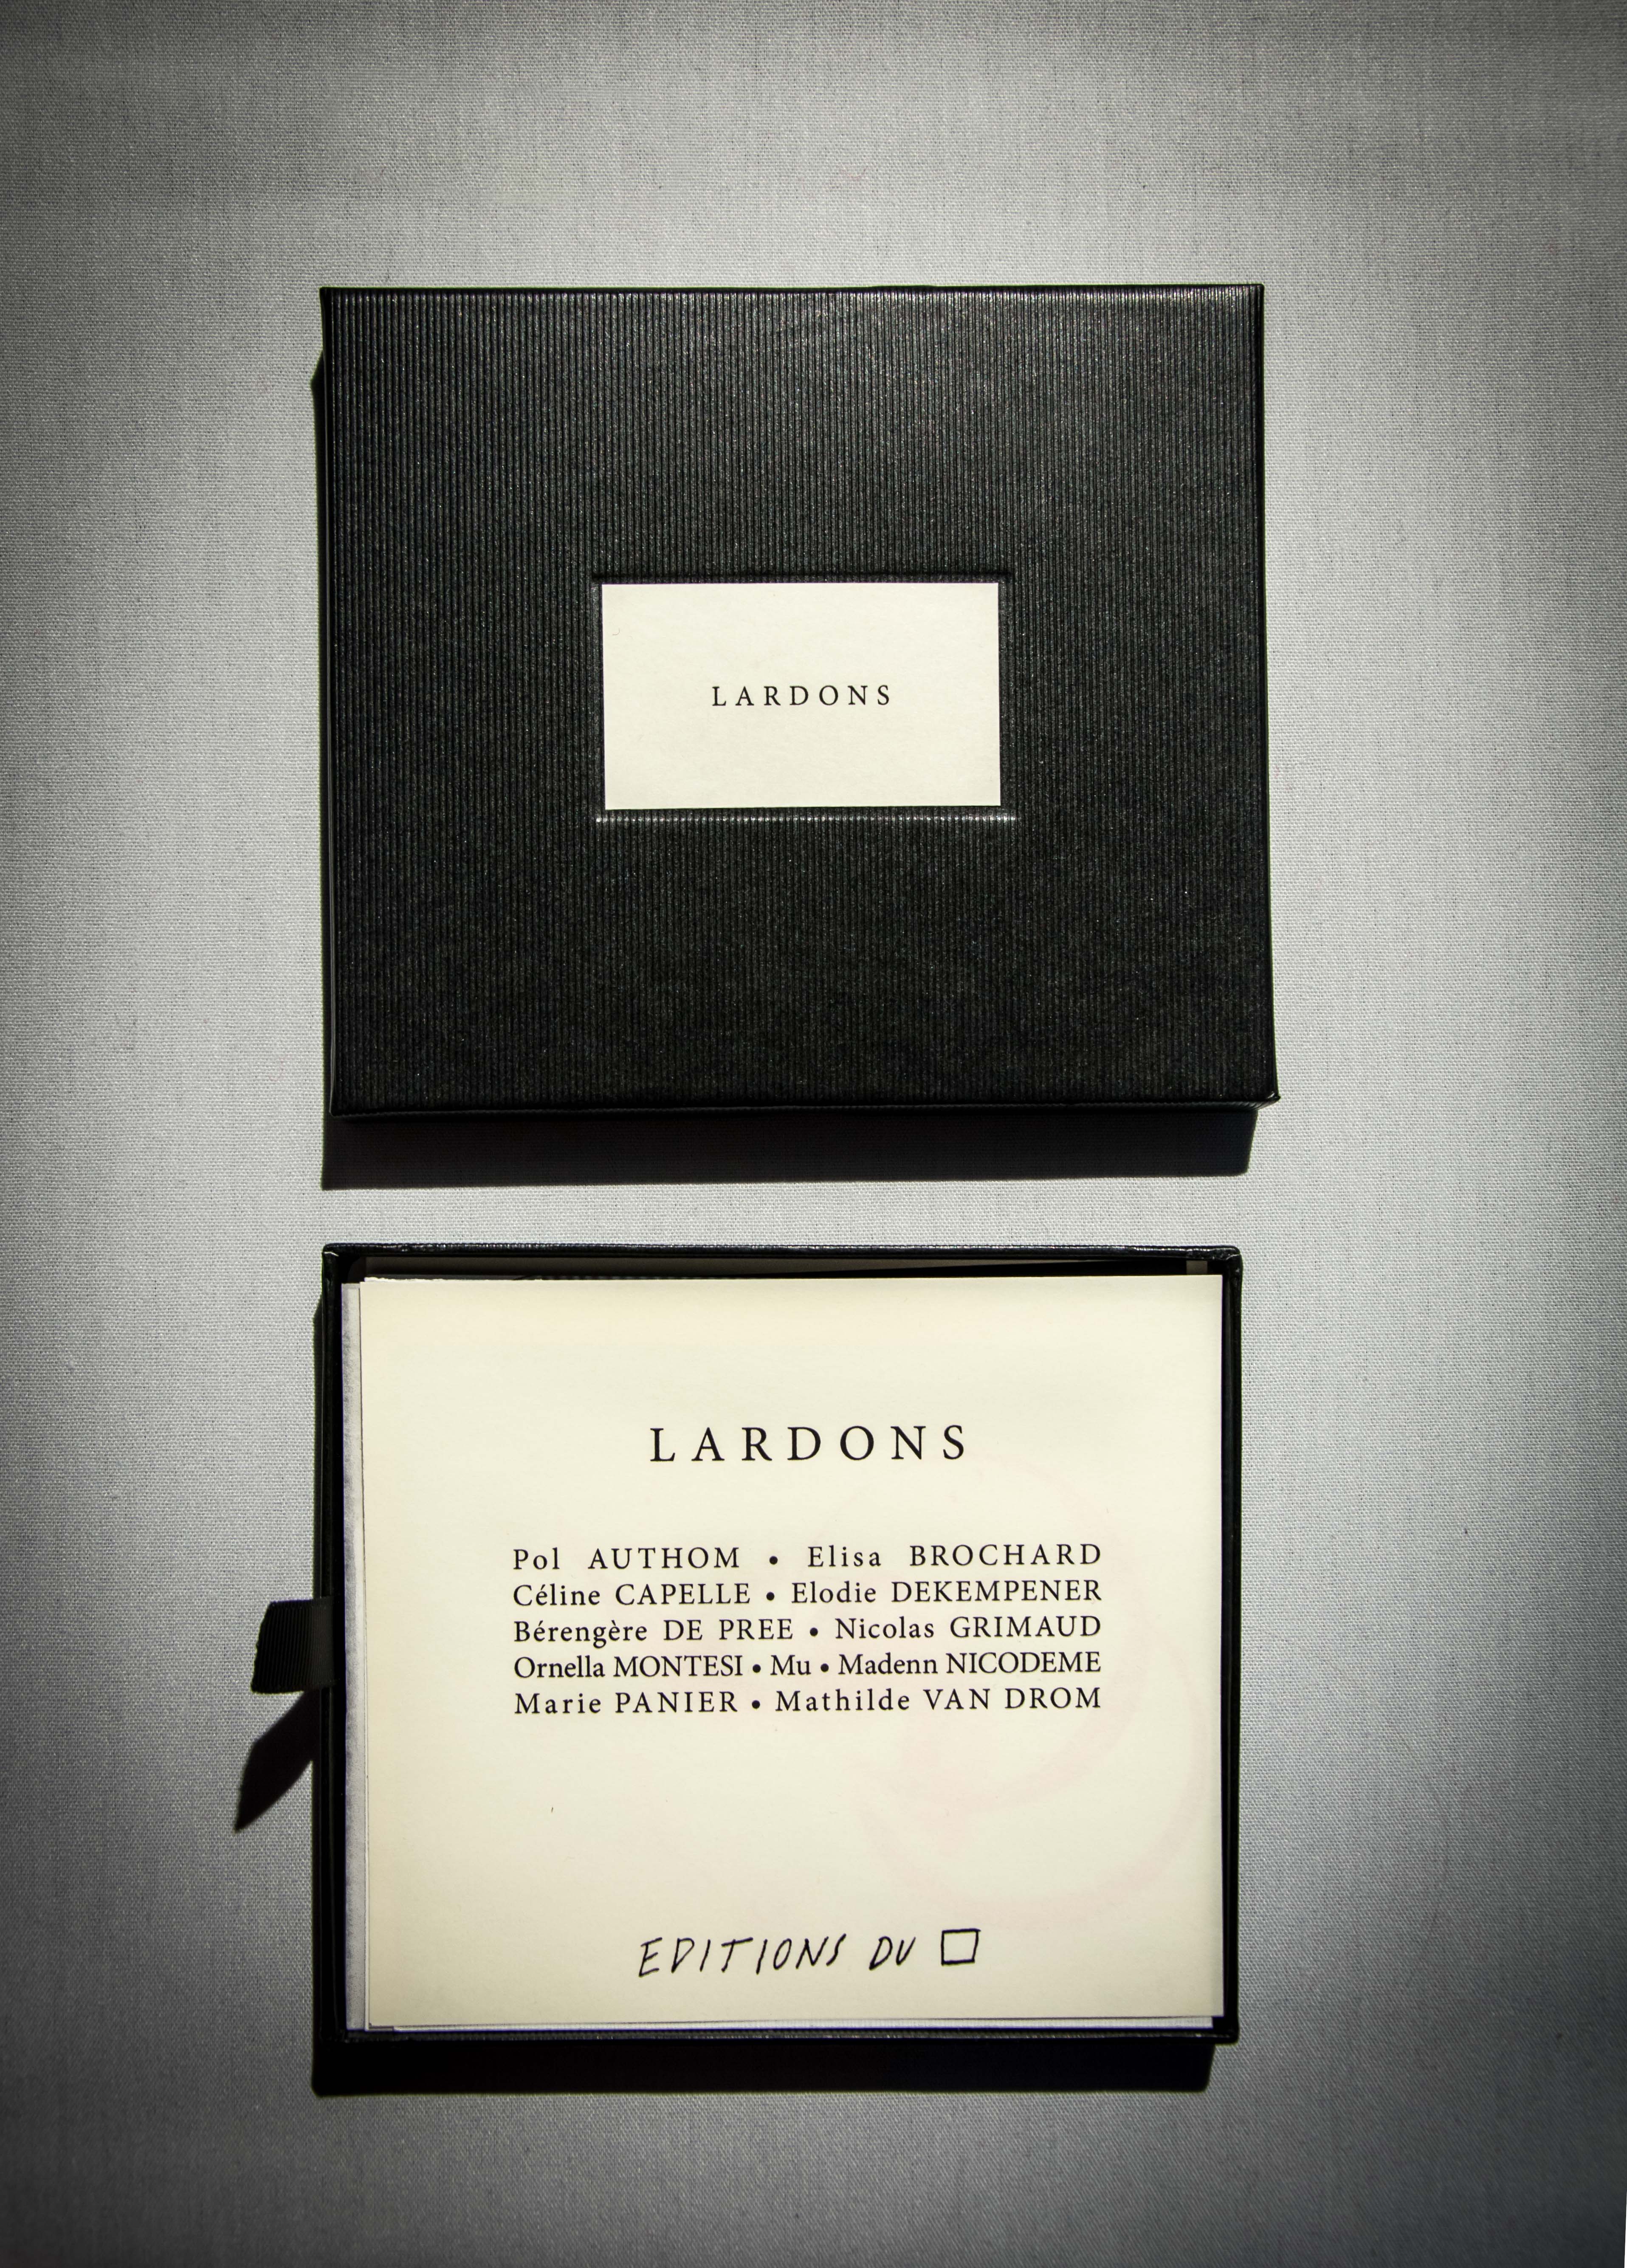 LARDONS
LARDONS
Pol AUTHOM • Elisa BROCHARD
Céline CAPELLE • Elodie DEKEMPENER
Bérengère DE PREE • Nicolas GRIMAUD
Ornella MONTESI • Mu • Madenn NICODEME
Marie PANIER • Mathilde VAN DROM
EDITIONS DU □